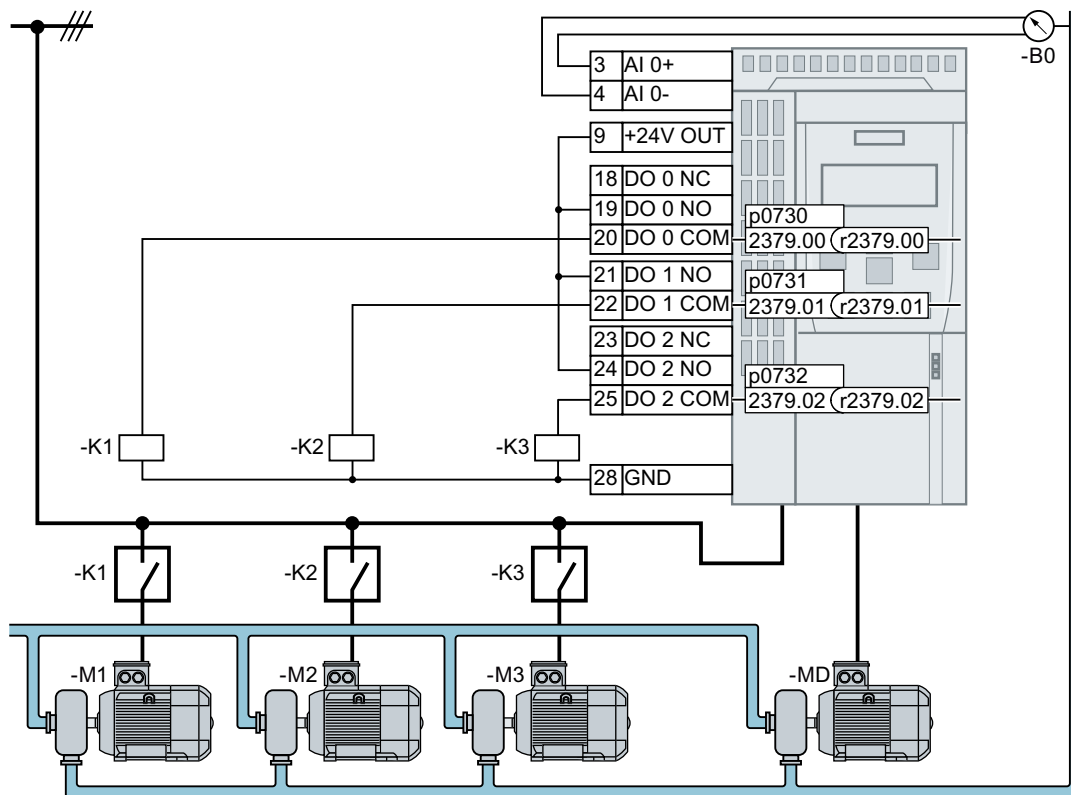 -B0
3 AI 0+
4 AI 0-
9 +24V OUT
18 DO 0 NC
19 DO 0 NO
p0730
20 DO 0 COM 2379.00 r2379.00
21 DO 1 NO
p0731
22 DO 1 COM 2379.01 r2379.01
23 DO 2 NC
24 DO 2 NO
p0732
25 DO 2 COM 2379.02 r2379.02
-K1 -K2 -K3
28 GND
-K1 -K2 -K3
-M1 -M2 -M3 -MD